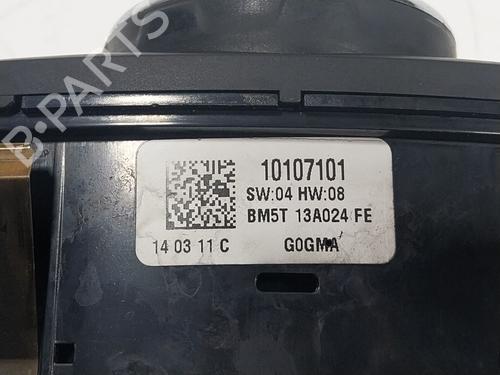 B-PARTS
10107101
SW:04 HW:08
BM5T 13A024 FE
14 03 11 C G0GMA